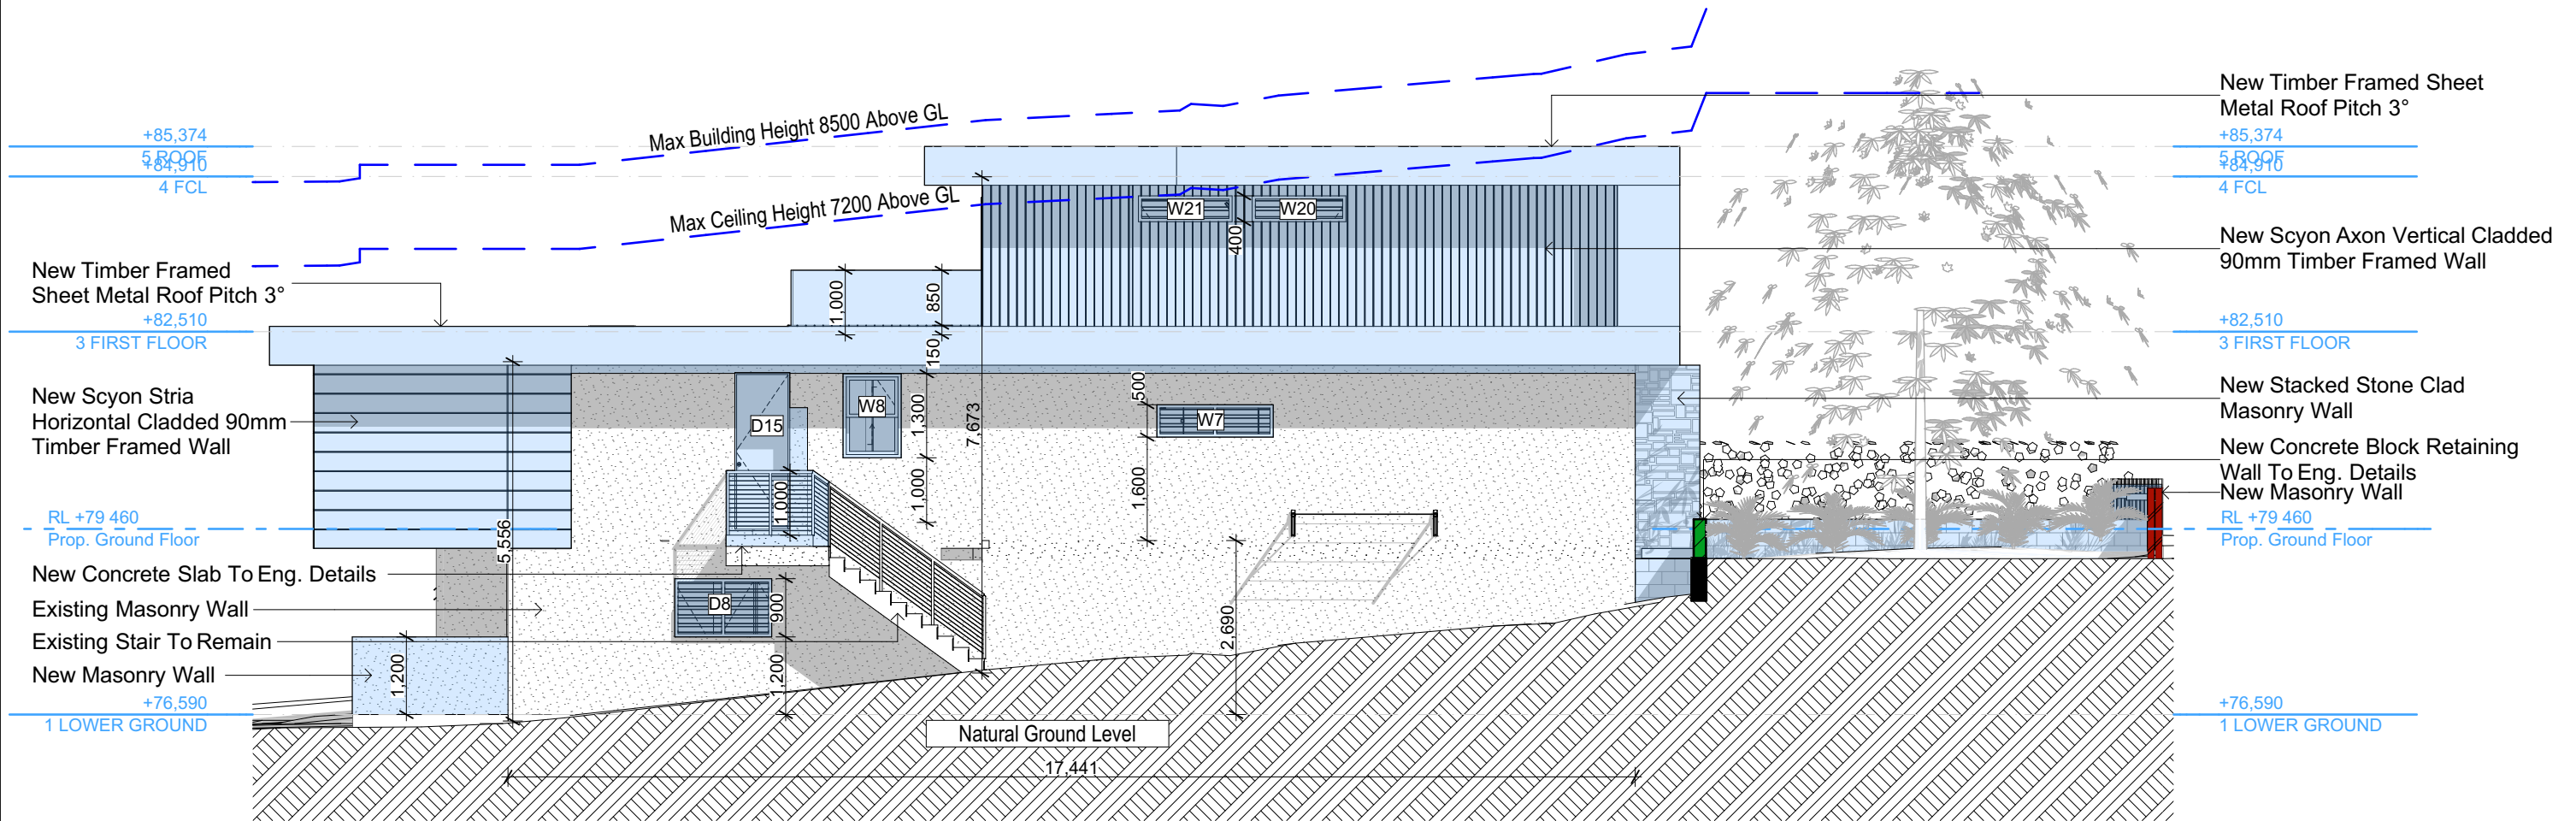 Max Building Height 8500 Above GL
Max Ceiling Height 7200 Above GL
+85,374
5 ROOF
+84,910
4 FCL
New Timber Framed
Sheet Metal Roof Pitch 3°
+82,510
3 FIRST FLOOR
New Scyon Stria
Horizontal Cladded 90mm
Timber Framed Wall
RL +79 460
Prop. Ground Floor
New Concrete Slab To Eng. Details
Existing Masonry Wall
Existing Stair To Remain
New Masonry Wall
+76,590
1 LOWER GROUND
1,200
5,556
D15
W8
D8
1,000
900
1,200
1,000
850
150
1,300
1,000
7,673
W21
W20
400
500
W7
1,600
2,690
Natural Ground Level
17,441
New Timber Framed Sheet
Metal Roof Pitch 3°
+85,374
5 ROOF
+84,910
4 FCL
New Scyon Axon Vertical Cladded
90mm Timber Framed Wall
+82,510
3 FIRST FLOOR
New Stacked Stone Clad
Masonry Wall
New Concrete Block Retaining
Wall To Eng. Details
New Masonry Wall
RL +79 460
Prop. Ground Floor
+76,590
1 LOWER GROUND